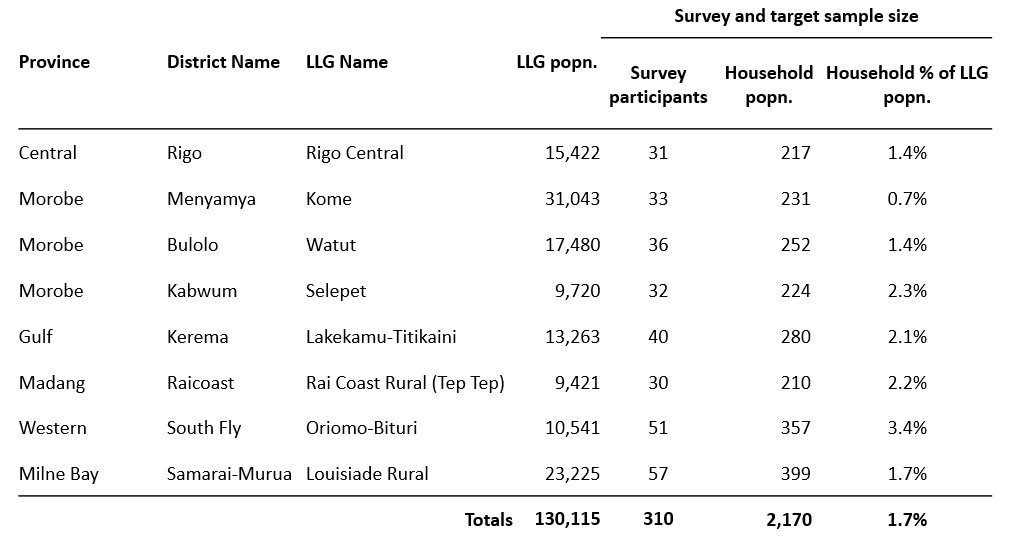 Survey and target sample size
Province District Name LLG Name LLG popn. Survey participants Household popn. Household % of LLG popn.
Central Rigo Rigo Central 15,422 31 217 1.4%
Morobe Menyamya Kome 31,043 33 231 0.7%
Morobe Bulolo Watut 17,480 36 252 1.4%
Morobe Kabwum Selepet 9,720 32 224 2.3%
Gulf Kerema Lakekamu-Titikaini 13,263 40 280 2.1%
Madang Raicoast Rai Coast Rural (Tep Tep) 9,421 30 210 2.2%
Western South Fly Oriomo-Bituri 10,541 51 357 3.4%
Milne Bay Samarai-Murua Louisiade Rural 23,225 57 399 1.7%
Totals 130,115 310 2,170 1.7%